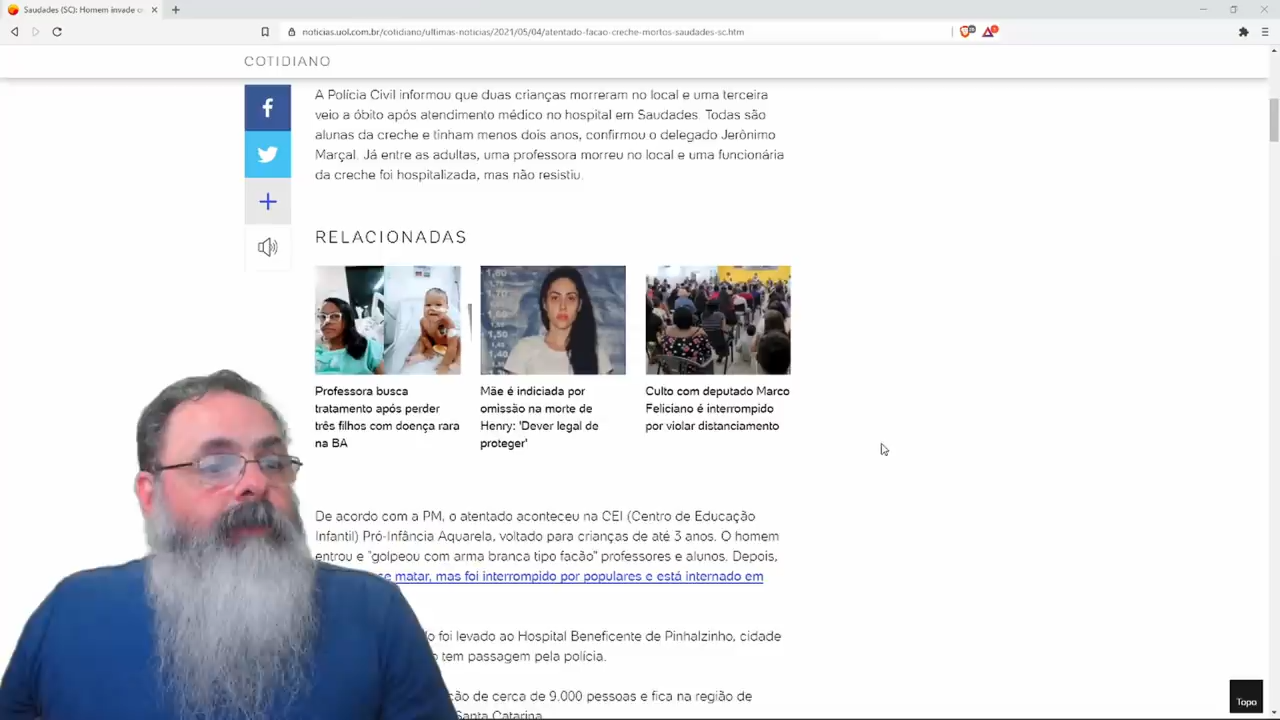 Saudades (SC): Homem invade c
noticias.uol.com.br/cotidiano/ultimas-noticias/2021/05/04/atentado-facao-creche-mortos-saudades-sc.htm
COTIDIANO
A Polícia Civil informou que duas crianças morreram no local e uma terceira
veio a óbito após atendimento médico no hospital em Saudades. Todas são
alunas da creche e tinham menos dois anos, confirmou o delegado Jerônimo
Marçal. Já entre as adultas, uma professora morreu no local e uma funcionária
da creche foi hospitalizada, mas não resistiu.
RELACIONADAS
1,80
1,60
1,50
1,40
Professora busca
tratamento após perder
três filhos com doença rara
na BA
Mãe é indiciada por
omissão na morte de
Henry: 'Dever legal de
proteger'
Culto com deputado Marco
Feliciano é interrompido
por violar distanciamento
De acordo com a PM, o atentado aconteceu na CEI (Centro de Educação
Infantil) Pró-Infância Aquarela, voltado para crianças de até 3 anos. O homem
entrou e "golpeou com arma branca tipo facão" professores e alunos. Depois,
se matar, mas foi interrompido por populares e está internado em
foi levado ao Hospital Beneficente de Pinhalzinho, cidade
tem passagem pela polícia.
de cerca de 9.000 pessoas e fica na região de
Santa Catarina
Topo